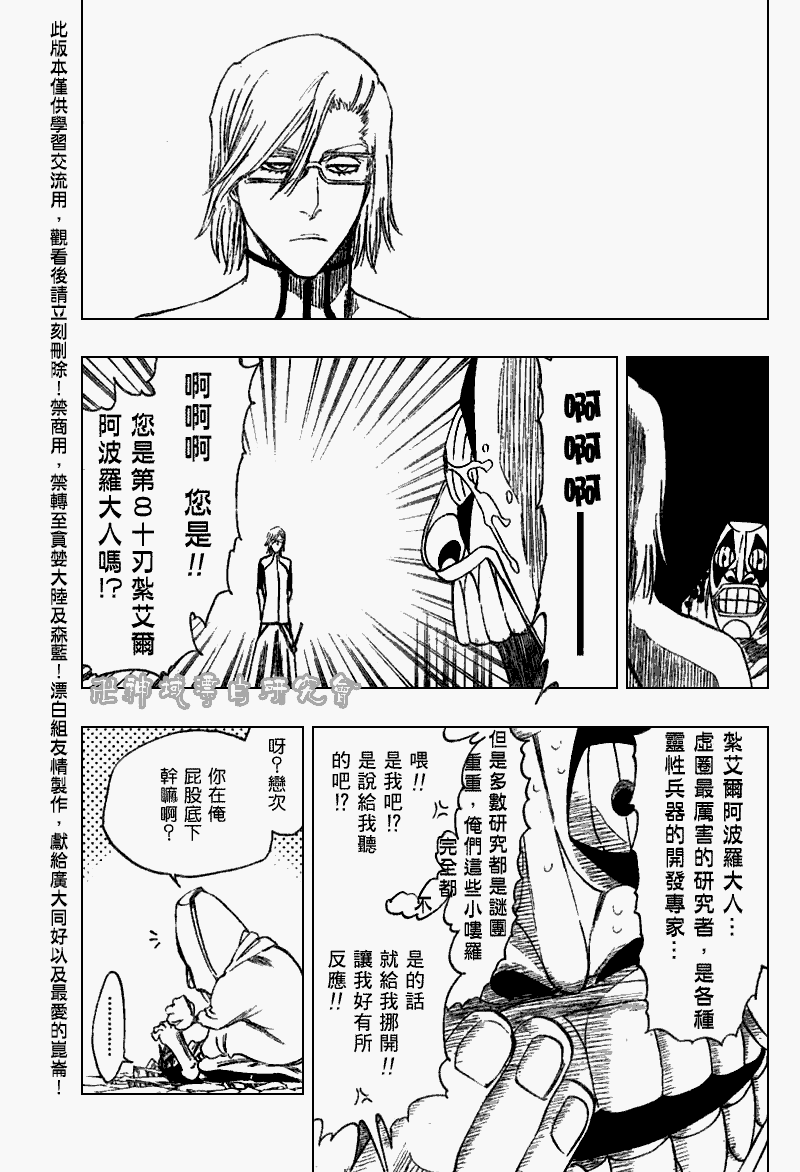 此版本僅供學習交流用，觀看後請立刻刪除！禁商用，禁轉至貪婪大陸及森藍！漂白組友情製作，獻給廣大同好以及最愛的崑崙！
啊啊啊
啊啊啊 您是!!
您是第8十刃紮艾爾
阿波羅大人嗎!?
紮艾爾阿波羅大人…
虛圈最厲害的研究者，是各種
靈性兵器的開發專家…
但是多數研究都是謎團
重重，俺們這些小嘍羅
完全都
不
喂!!
是我吧!?
是說給我聽
的吧!?
是的話
就給我挪開!!
讓我好有所
反應!!
呀？戀次
你在俺
屁股底下
幹嘛啊？
………